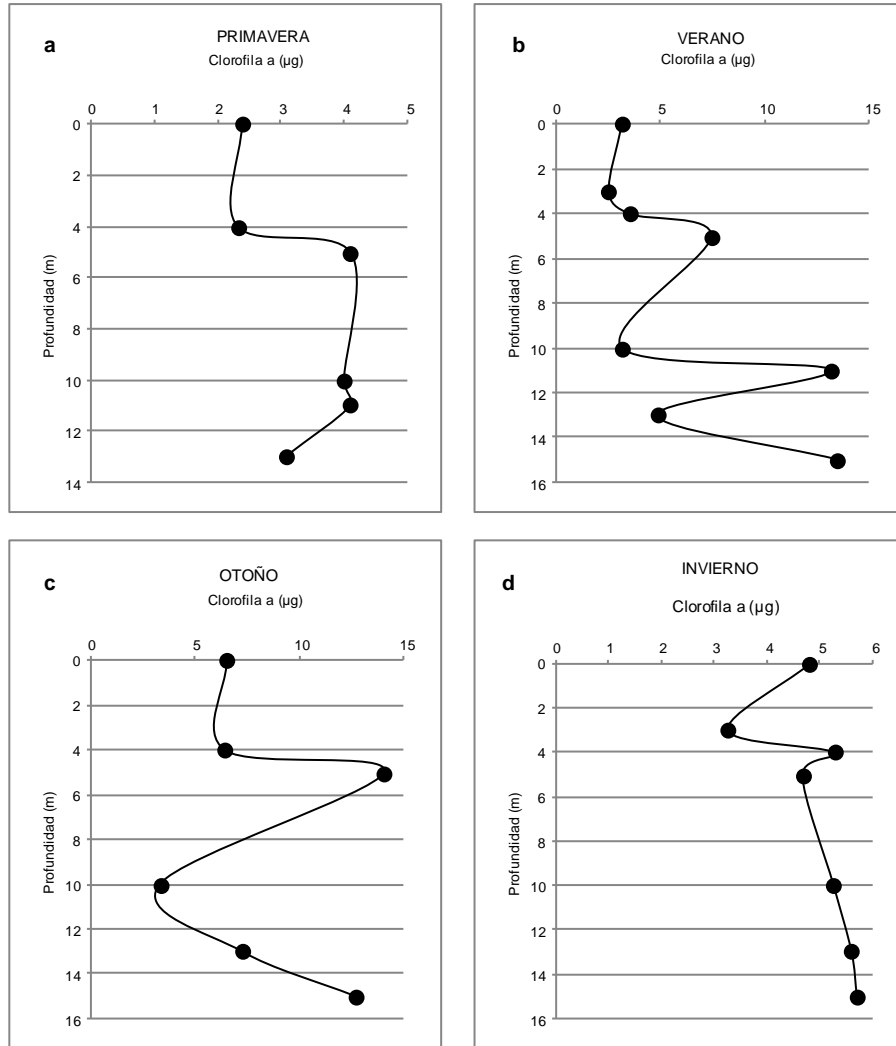 a
PRIMAVERA
Clorofila a (µg)
0 1 2 3 4 5
0
2
4
6
8
10
12
14
Profundidad (m)
b
VERANO
Clorofila a (µg)
0 5 10 15
0
2
4
6
8
10
12
14
16
Profundidad (m)
c
OTOÑO
Clorofila a (µg)
0 5 10 15
0
2
4
6
8
10
12
14
16
Profundidad (m)
d
INVIERNO
Clorofila a (µg)
0 1 2 3 4 5 6
0
2
4
6
8
10
12
14
16
Profundidad (m)